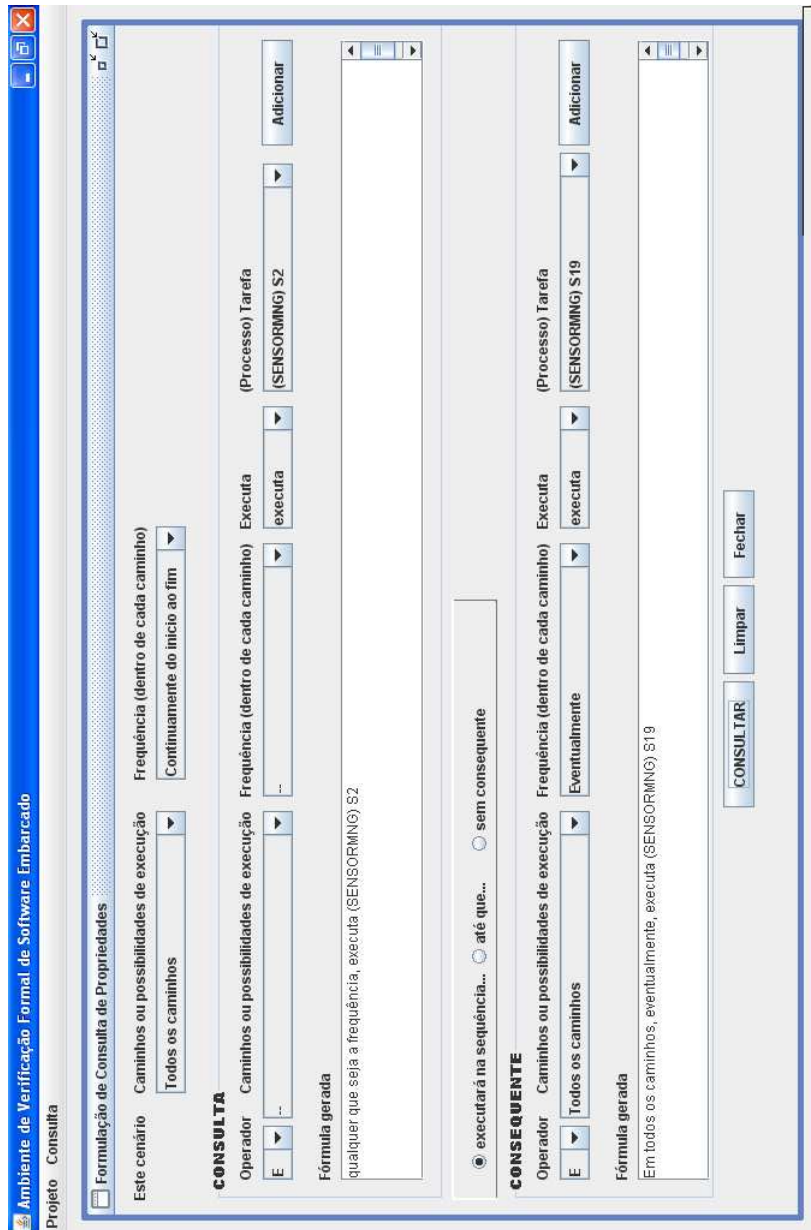 Ambiente de Verificação Formal de Software Embarcado
Projeto Consulta
Formulação de Consulta de Propriedades
Este cenário Caminhos ou possibilidades de execução Frequência (dentro de cada caminho)
Todos os caminhos Continuamente do inicio ao fim
CONSULTA
Operador Caminhos ou possibilidades de execução Frequência (dentro de cada caminho) Executa (Processo) Tarefa
E -- -- executa (SENSORMNG) S2 Adicionar
Fórmula gerada
qualquer que seja a frequência, executa (SENSORMNG) S2
executará na sequência... até que... sem consequente
CONSEQUENTE
Operador Caminhos ou possibilidades de execução Frequência (dentro de cada caminho) Executa (Processo) Tarefa
E Todos os caminhos Eventualmente executa (SENSORMNG) S19 Adicionar
Fórmula gerada
Em todos os caminhos, eventualmente, executa (SENSORMNG) S19
CONSULTAR Limpar Fechar